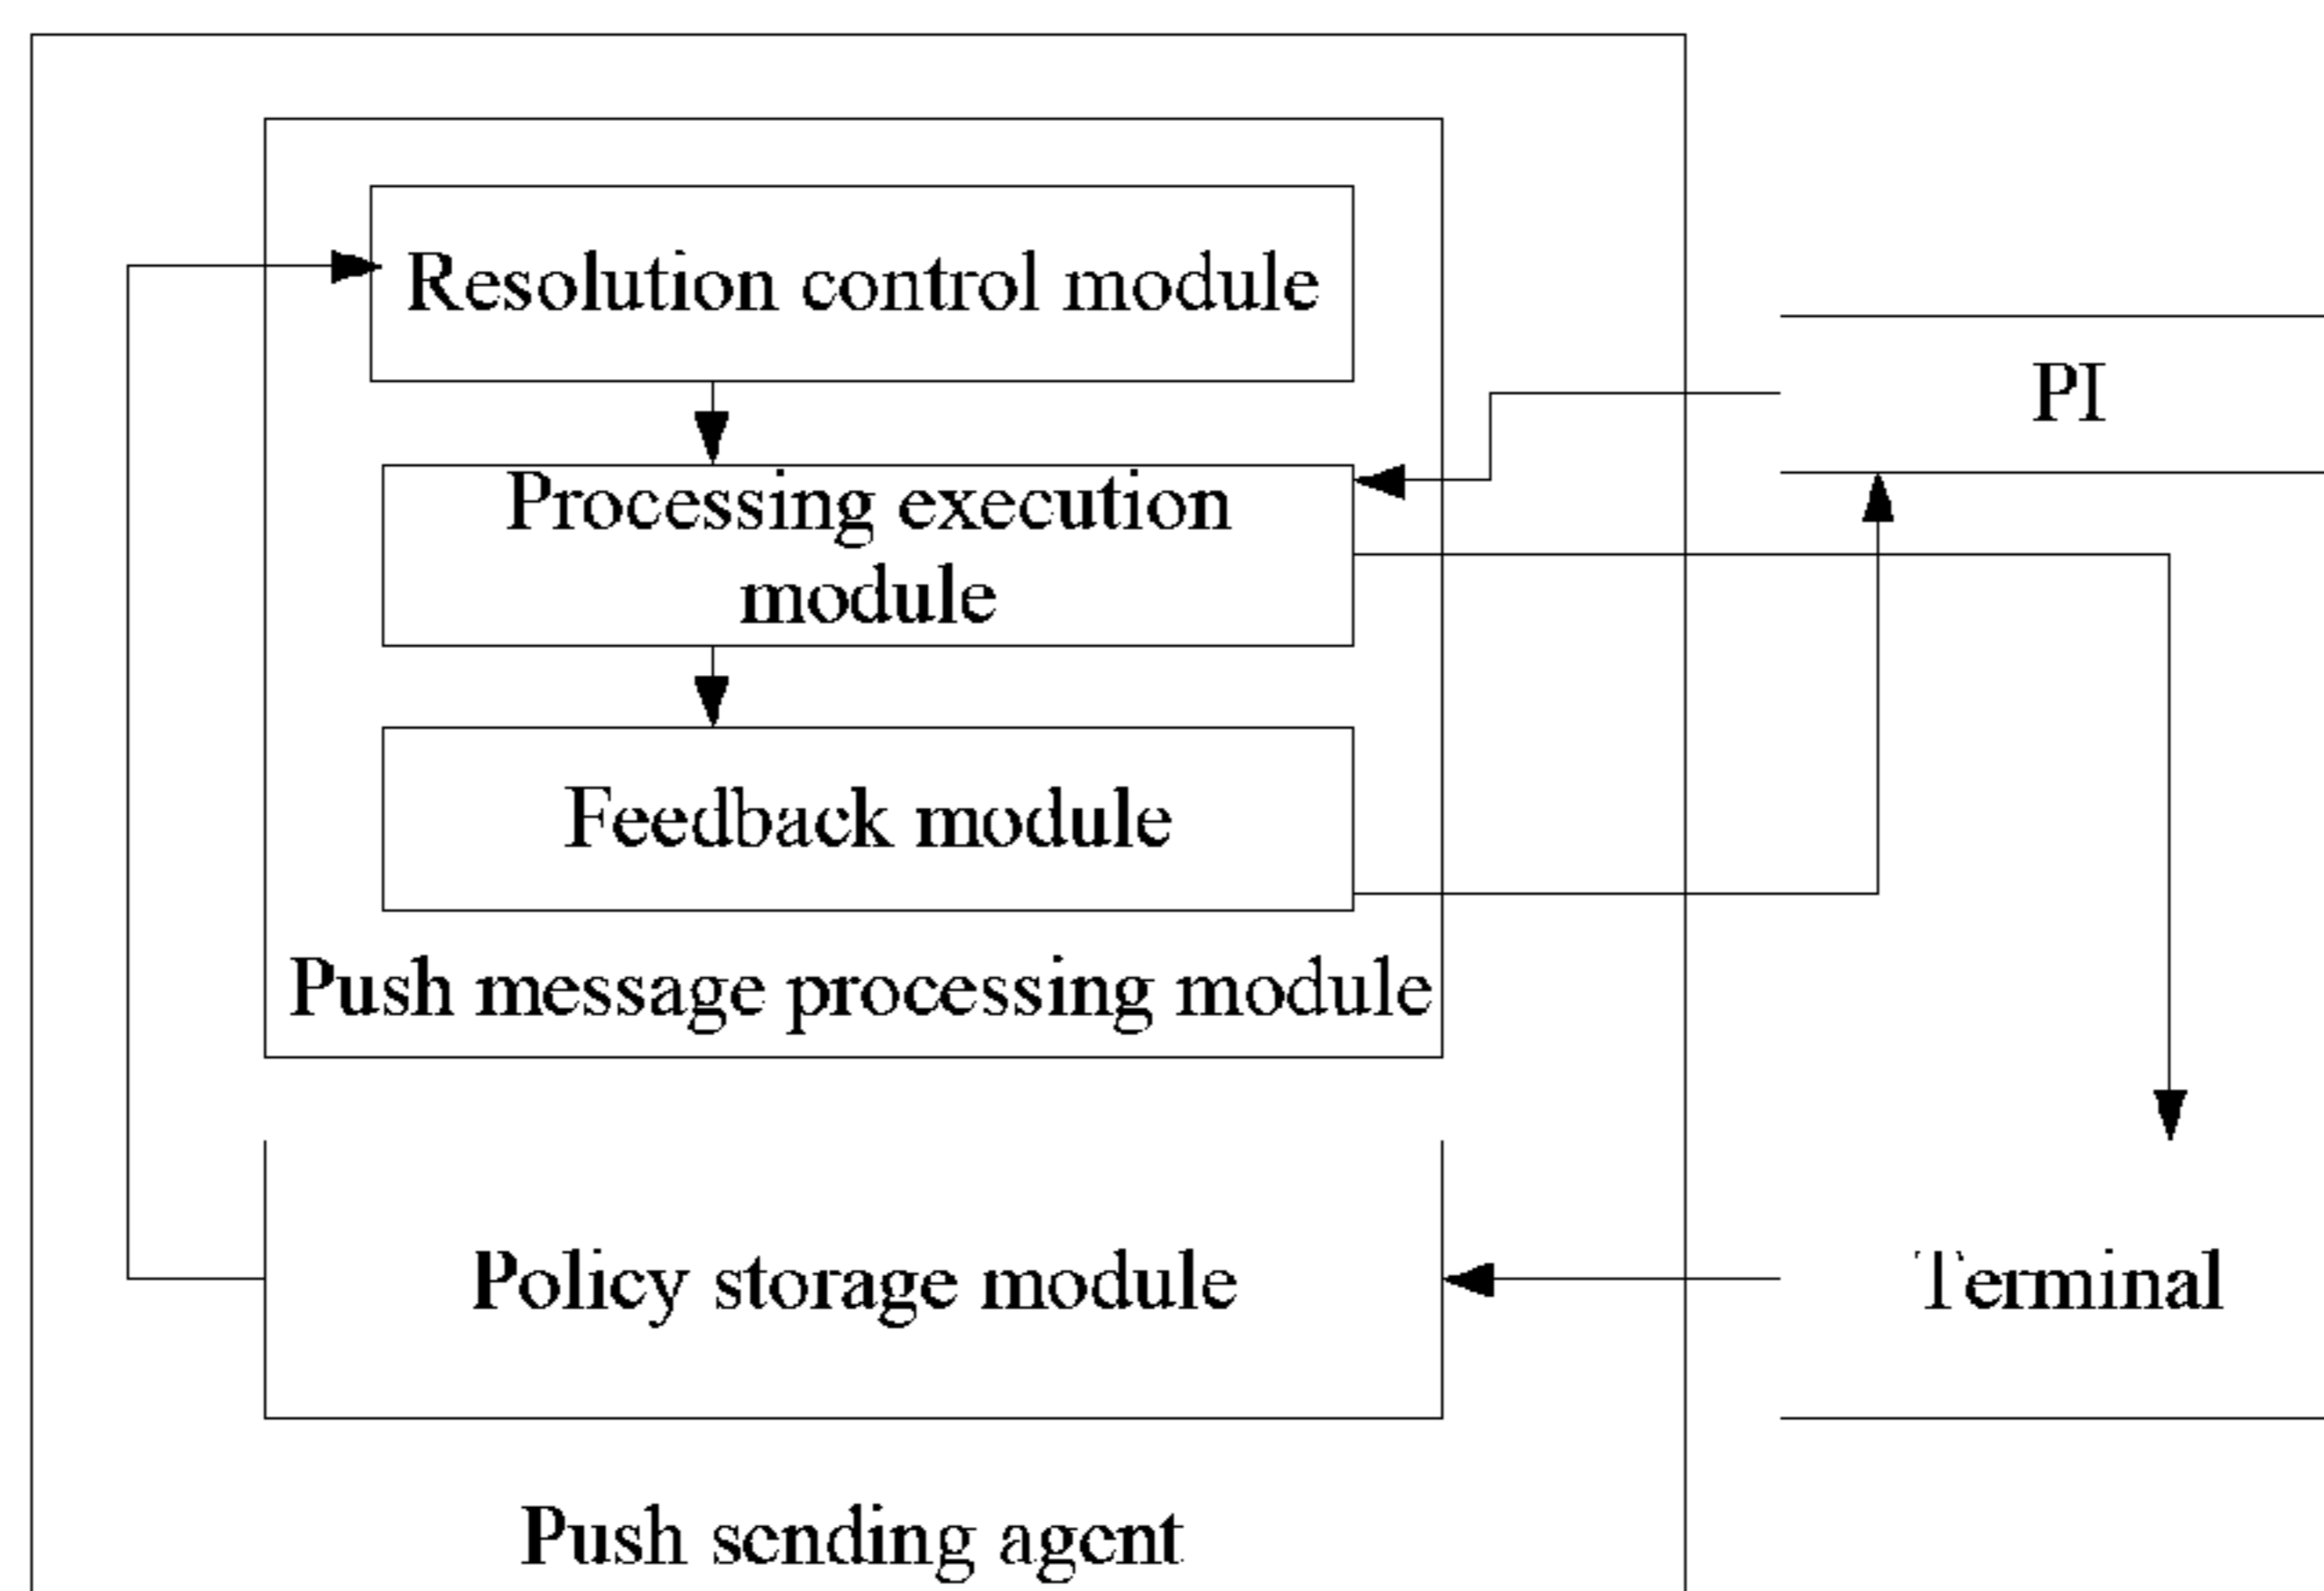 Resolution control module
PI
Processing execution
module
Feedback module
Push message processing module
Policy storage module
Terminal
Push sending agent